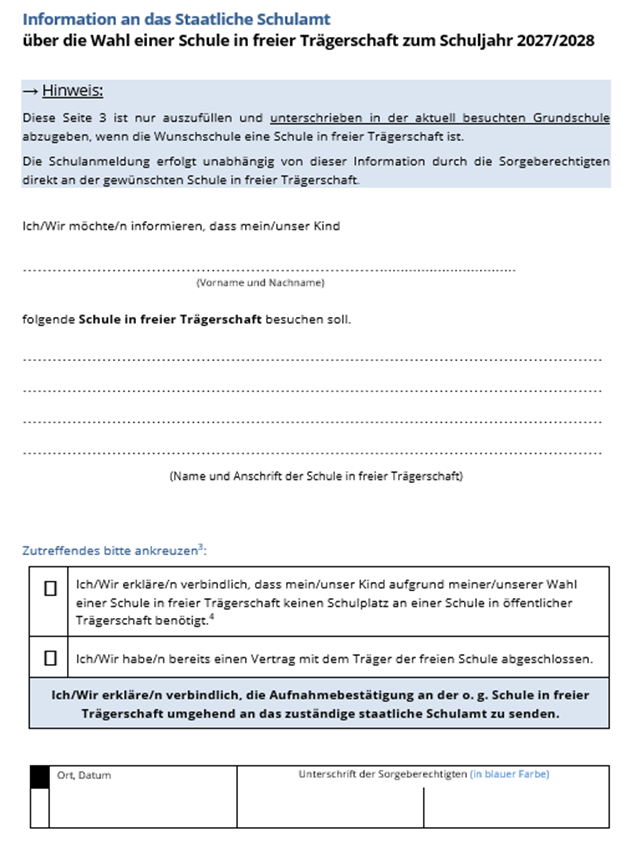 Information an das Staatliche Schulamt
über die Wahl einer Schule in freier Trägerschaft zum Schuljahr 2027/2028
→ Hinweis:
Diese Seite 3 ist nur auszufüllen und unterschrieben in der aktuell besuchten Grundschule
abzugeben, wenn die Wunschschule eine Schule in freier Trägerschaft ist.
Die Schulanmeldung erfolgt unabhängig von dieser Information durch die Sorgeberechtigten
direkt an der gewünschten Schule in freier Trägerschaft.
Ich/Wir möchte/n informieren, dass mein/unser Kind
(Vorname und Nachname)
folgende Schule in freier Trägerschaft besuchen soll.
(Name und Anschrift der Schule in freier Trägerschaft)
Zutreffendes bitte ankreuzen³:
Ich/Wir erkläre/n verbindlich, dass mein/unser Kind aufgrund meiner/unserer Wahl
einer Schule in freier Trägerschaft keinen Schulplatz an einer Schule in öffentlicher
Trägerschaft benötigt.⁴
Ich/Wir habe/n bereits einen Vertrag mit dem Träger der freien Schule abgeschlossen.
Ich/Wir erkläre/n verbindlich, die Aufnahmebestätigung an der o. g. Schule in freier
Trägerschaft umgehend an das zuständige staatliche Schulamt zu senden.
Ort, Datum
Unterschrift der Sorgeberechtigten (in blauer Farbe)